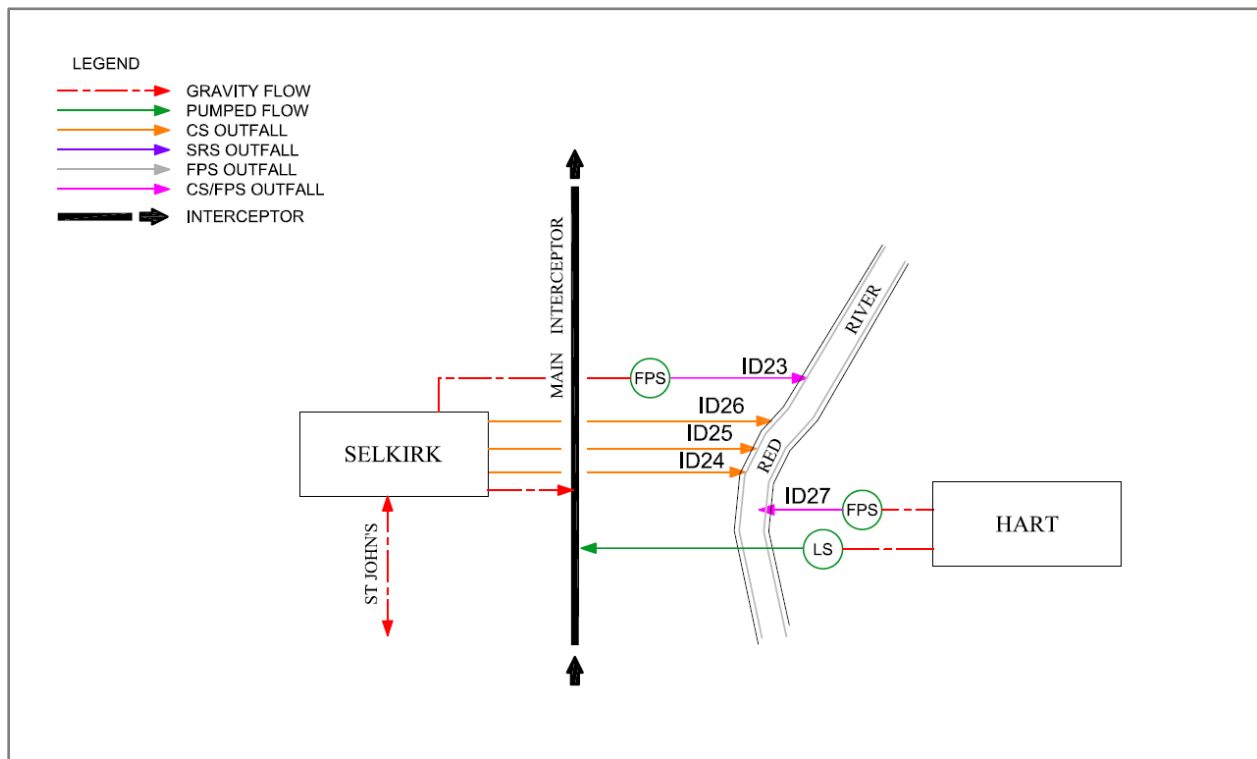 LEGEND
GRAVITY FLOW
PUMPED FLOW
CS OUTFALL
SRS OUTFALL
FPS OUTFALL
CS/FPS OUTFALL
INTERCEPTOR
MAIN INTERCEPTOR
RIVER
RED
FPS
ID23
ID26
ID25
ID24
SELKIRK
ST JOHN'S
ID27
FPS
HART
LS